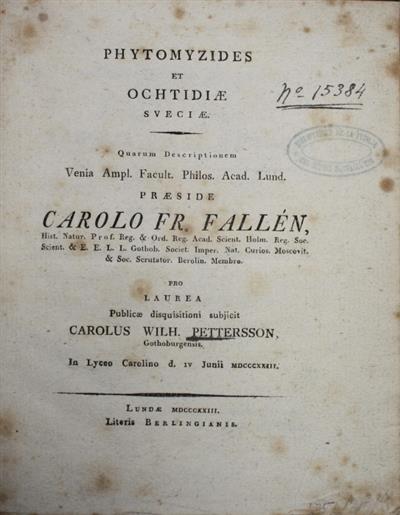 PHYTOMYZIDES
ET
OCHTIDIÆ
SVECIÆ.
No 15384
Quarum Descriptionem
Venia Ampl. Facult. Philos. Acad. Lund.
PRÆSIDE
CAROLO FR. FALLÉN,
Hist. Natur. Prof. Reg. & Ord. Reg. Acad. Scient. Holm. Reg. Soc.
Scient. & E. E. L. L. Gothob. Societ. Imper. Nat. Curios. Moscovit.
& Soc. Scrutator. Berolin. Membro.
PRO
LAUREA
Publicæ disquisitioni subjicit
CAROLUS WILH. PETTERSSON,
Gothoburgensis.
In Lyceo Carolino d. IV Junii MDCCCXXIII.
LUNDÆ MDCCCXXIII.
Literis BERLINGIANIS.